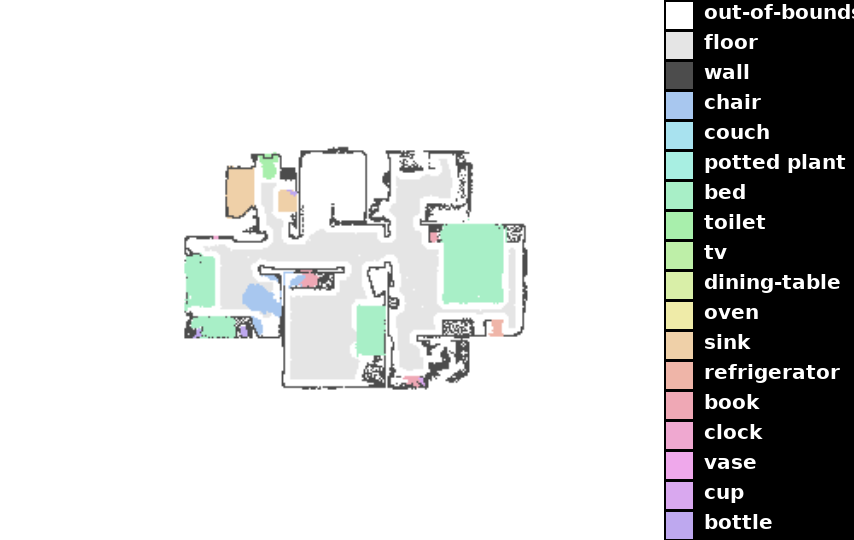 out-of-bounds
floor
wall
chair
couch
potted plant
bed
toilet
tv
dining-table
oven
sink
refrigerator
book
clock
vase
cup
bottle